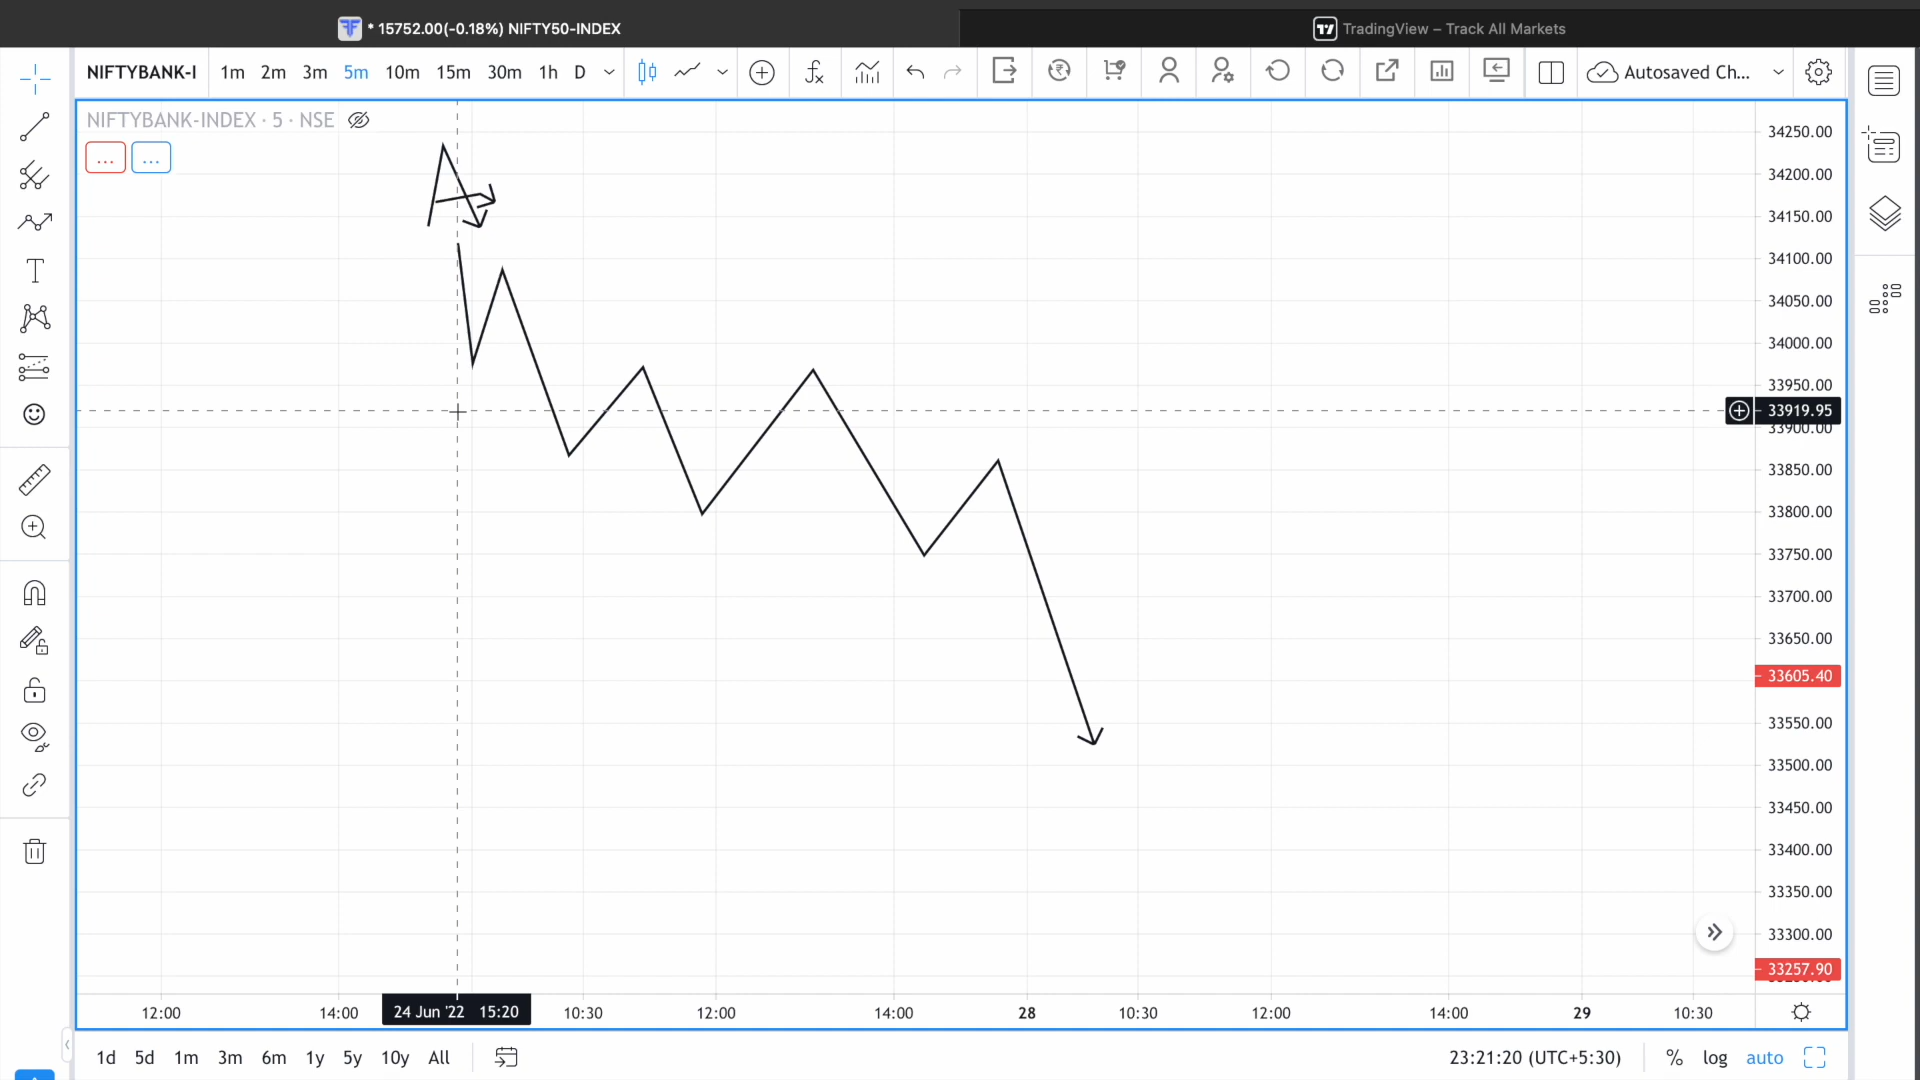 * 15752.00(-0.18%) NIFTY50-INDEX
TradingView – Track All Markets
NIFTYBANK-I 1m 2m 3m 5m 10m 15m 30m 1h D
Autosaved Ch...
NIFTYBANK-INDEX · 5 · NSE
... ...
A
34250.00
34200.00
34150.00
34100.00
34050.00
34000.00
33950.00
33919.95
33900.00
33850.00
33800.00
33750.00
33700.00
33650.00
33605.40
33550.00
33500.00
33450.00
33400.00
33350.00
33300.00
33257.90
12:00 14:00 24 Jun '22 15:20 10:30 12:00 14:00 28 10:30 12:00 14:00 29 10:30
1d 5d 1m 3m 6m 1y 5y 10y All
23:21:20 (UTC+5:30) % log auto